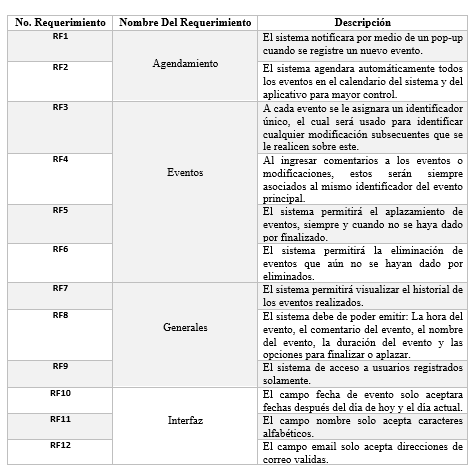 No. Requerimiento Nombre Del Requerimiento Descripción
RF1 Agendamiento El sistema notificara por medio de un pop-up
cuando se registre un nuevo evento.
RF2 El sistema agendara automáticamente todos
los eventos en el calendario del sistema y del
aplicativo para mayor control.
RF3 Eventos A cada evento se le asignara un identificador
único, el cual será usado para identificar
cualquier modificación subsecuentes que se
le realicen sobre este.
RF4 Al ingresar comentarios a los eventos o
modificaciones, estos serán siempre
asociados al mismo identificador del evento
principal.
RF5 El sistema permitirá el aplazamiento de
eventos, siempre y cuando no se haya dado
por finalizado.
RF6 El sistema permitirá la eliminación de
eventos que aún no se hayan dado por
eliminados.
RF7 Generales El sistema permitirá visualizar el historial de
los eventos realizados.
RF8 El sistema debe de poder emitir: La hora del
evento, el comentario del evento, el nombre
del evento, la duración del evento y las
opciones para finalizar o aplazar.
RF9 El sistema de acceso a usuarios registrados
solamente.
RF10 Interfaz El campo fecha de evento solo aceptara
fechas después del día de hoy y el día actual.
RF11 El campo nombre solo acepta caracteres
alfabéticos.
RF12 El campo email solo acepta direcciones de
correo validas.